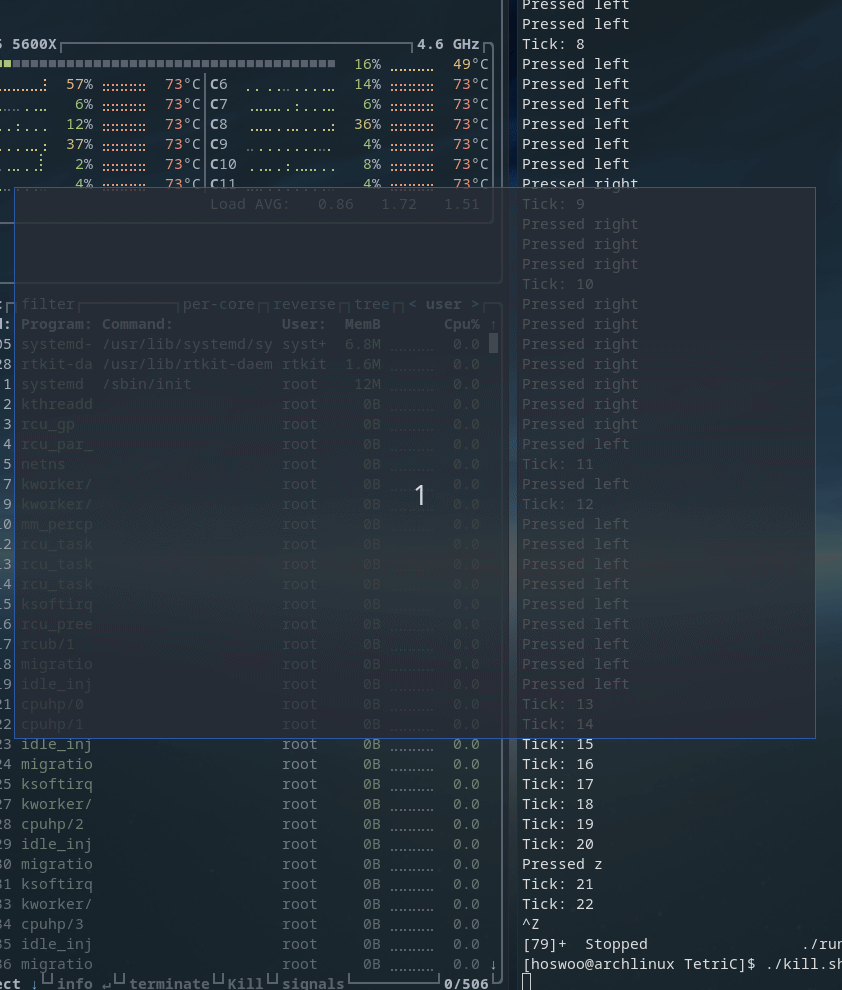 S 5600X 4.6 GHz
16% 49°C
57% 73°C C6 14% 73°C
6% 73°C C7 6% 73°C
12% 73°C C8 36% 73°C
37% 73°C C9 4% 73°C
2% 73°C C10 8% 73°C
4% 73°C C11 4% 73°C
Load AVG: 0.86 1.72 1.51
filter per-core reverse tree < user >
: Program: Command: User: MemB Cpu% ↑
05 systemd- /usr/lib/systemd/sy syst+ 6.8M 0.0
28 rtkit-da /usr/lib/rtkit-daem rtkit 1.6M 0.0
1 systemd /sbin/init root 12M 0.0
2 kthreadd root 0B 0.0
3 rcu_gp root 0B 0.0
4 rcu_par_ root 0B 0.0
5 netns root 0B 0.0
7 kworker/ root 0B 0.0
9 kworker/ root 0B 0.0
10 mm_percp root 0B 0.0
12 rcu_task root 0B 0.0
13 rcu_task root 0B 0.0
14 rcu_task root 0B 0.0
15 ksoftirq root 0B 0.0
16 rcu_pree root 0B 0.0
17 rcub/1 root 0B 0.0
18 migratio root 0B 0.0
19 idle_inj root 0B 0.0
21 cpuhp/0 root 0B 0.0
22 cpuhp/1 root 0B 0.0
23 idle_inj root 0B 0.0
24 migratio root 0B 0.0
25 ksoftirq root 0B 0.0
27 kworker/ root 0B 0.0
28 cpuhp/2 root 0B 0.0
29 idle_inj root 0B 0.0
30 migratio root 0B 0.0
31 ksoftirq root 0B 0.0
33 kworker/ root 0B 0.0
34 cpuhp/3 root 0B 0.0
35 idle_inj root 0B 0.0
36 migratio root 0B 0.0 ↓
ect ↓ info ↵ terminate Kill signals 0/506
1
Pressed left
Pressed left
Tick: 8
Pressed left
Pressed left
Pressed left
Pressed left
Pressed left
Pressed left
Pressed right
Tick: 9
Pressed right
Pressed right
Pressed right
Tick: 10
Pressed right
Pressed right
Pressed right
Pressed right
Pressed right
Pressed right
Pressed right
Pressed left
Tick: 11
Pressed left
Tick: 12
Pressed left
Pressed left
Pressed left
Pressed left
Pressed left
Pressed left
Pressed left
Pressed left
Pressed left
Tick: 13
Tick: 14
Tick: 15
Tick: 16
Tick: 17
Tick: 18
Tick: 19
Tick: 20
Pressed z
Tick: 21
Tick: 22
^Z
[79]+ Stopped ./run
[hoswoo@archlinux TetriC]$ ./kill.sh